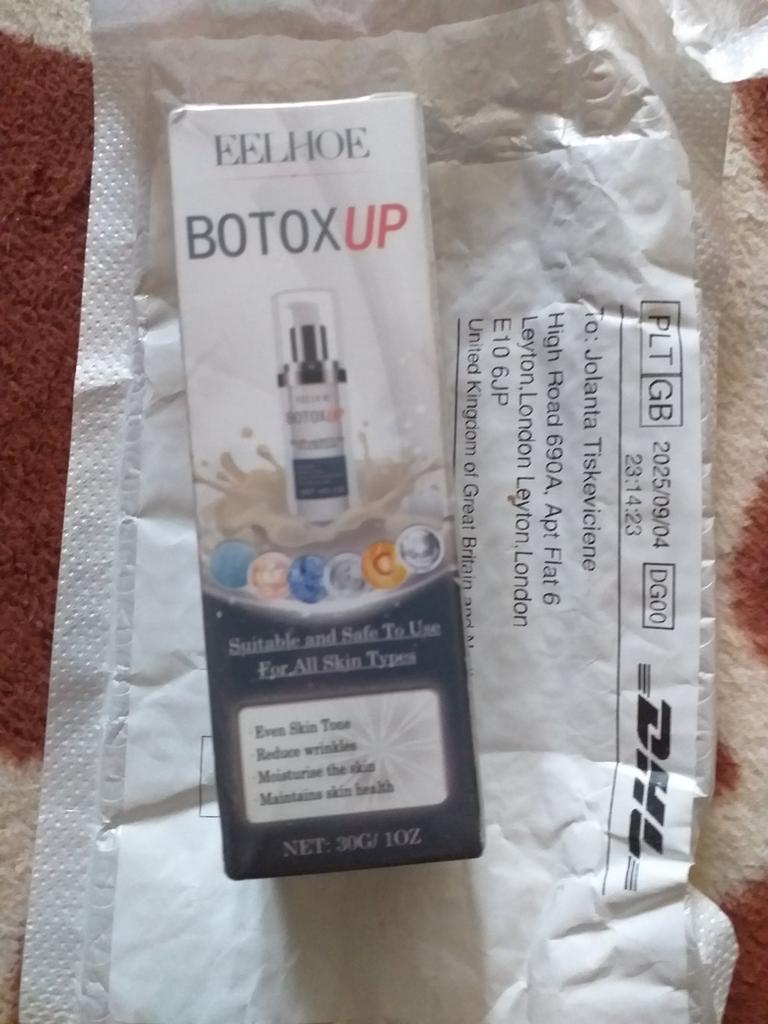 EELHOE
BOTOXUP
BOTOXUP
Suitable and Safe To Use
For All Skin Types
· Even Skin Tone
· Reduce wrinkles
· Moisturise the skin
· Maintains skin health
NET: 30G/ 1OZ
PLT GB 2025/09/04 DG00
23:14:23
To: Jolanta Tiskeviciene
High Road 690A, Apt Flat 6
Leyton,London Leyton,London
E10 6JP
United Kingdom of Great Britain and
DHL